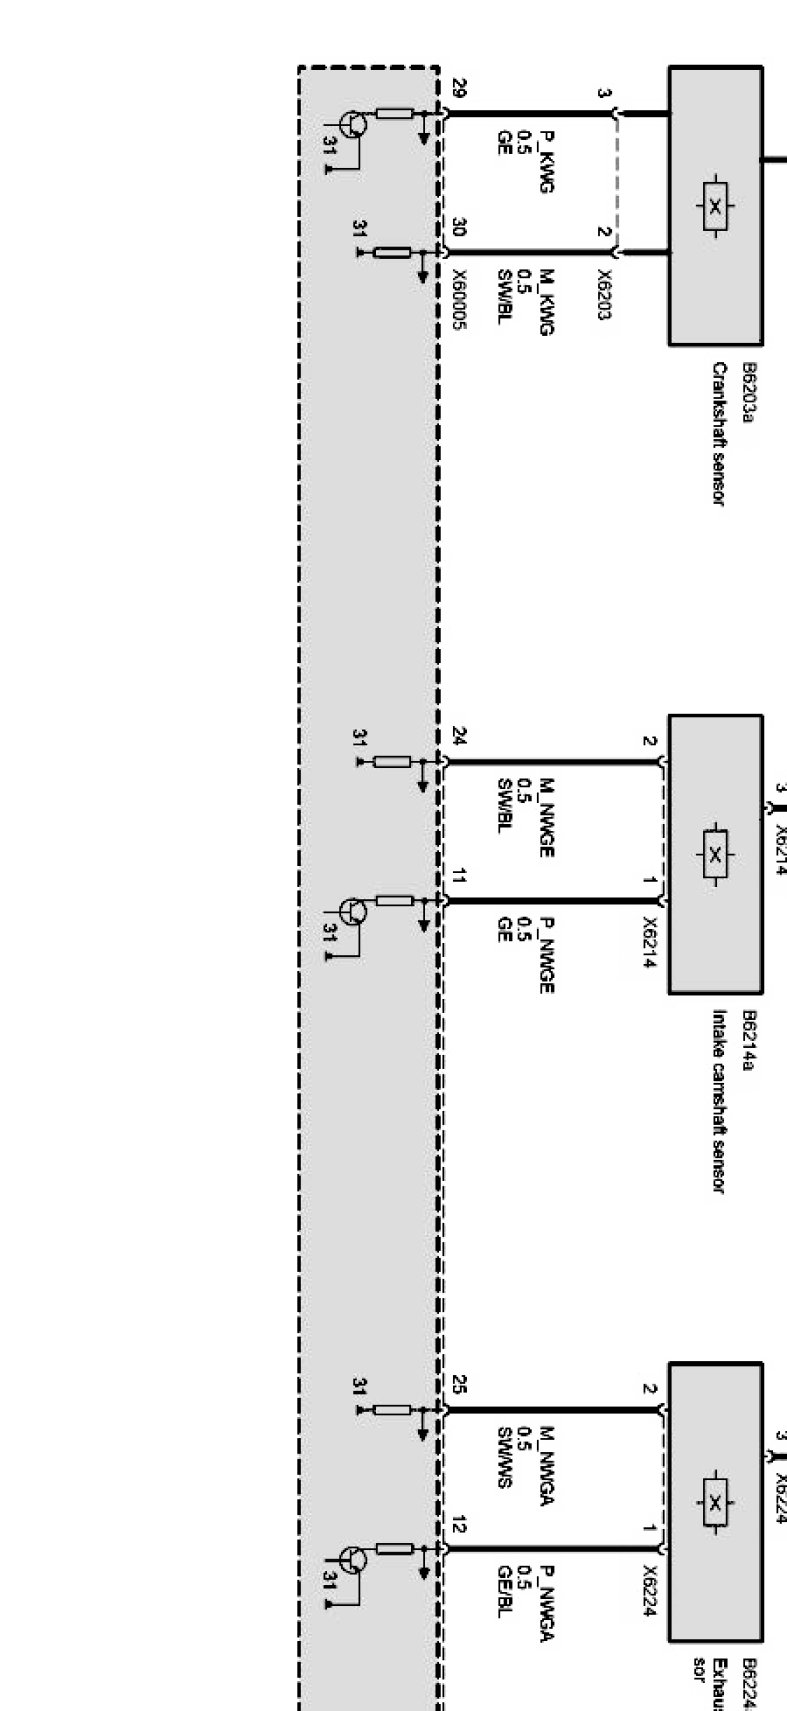 29
3
31
P_KWG
0.5
GE
30
2
31
X60005
M_KWG
0.5
SW/BL
X6203
B6203a
Crankshaft sensor
24
2
31
M_NWGE
0.5
SW/BL
3
X6214
11
1
31
P_NWGE
0.5
GE
X6214
B6214a
Intake camshaft sensor
25
2
31
M_NWGA
0.5
SW/WS
3
X6224
12
1
31
P_NWGA
0.5
GE/BL
X6224
B6224
sor